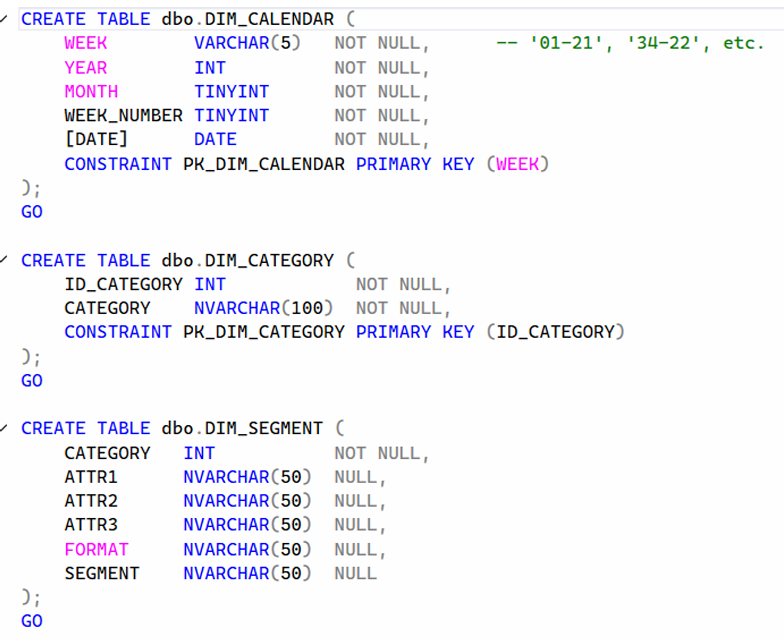 CREATE TABLE dbo.DIM_CALENDAR (
    WEEK        VARCHAR(5)   NOT NULL,      -- '01-21', '34-22', etc.
    YEAR        INT          NOT NULL,
    MONTH       TINYINT      NOT NULL,
    WEEK_NUMBER TINYINT      NOT NULL,
    [DATE]      DATE         NOT NULL,
    CONSTRAINT PK_DIM_CALENDAR PRIMARY KEY (WEEK)
);
GO
CREATE TABLE dbo.DIM_CATEGORY (
    ID_CATEGORY INT            NOT NULL,
    CATEGORY    NVARCHAR(100)  NOT NULL,
    CONSTRAINT PK_DIM_CATEGORY PRIMARY KEY (ID_CATEGORY)
);
GO
CREATE TABLE dbo.DIM_SEGMENT (
    CATEGORY   INT           NOT NULL,
    ATTR1      NVARCHAR(50)  NULL,
    ATTR2      NVARCHAR(50)  NULL,
    ATTR3      NVARCHAR(50)  NULL,
    FORMAT     NVARCHAR(50)  NULL,
    SEGMENT    NVARCHAR(50)  NULL
);
GO